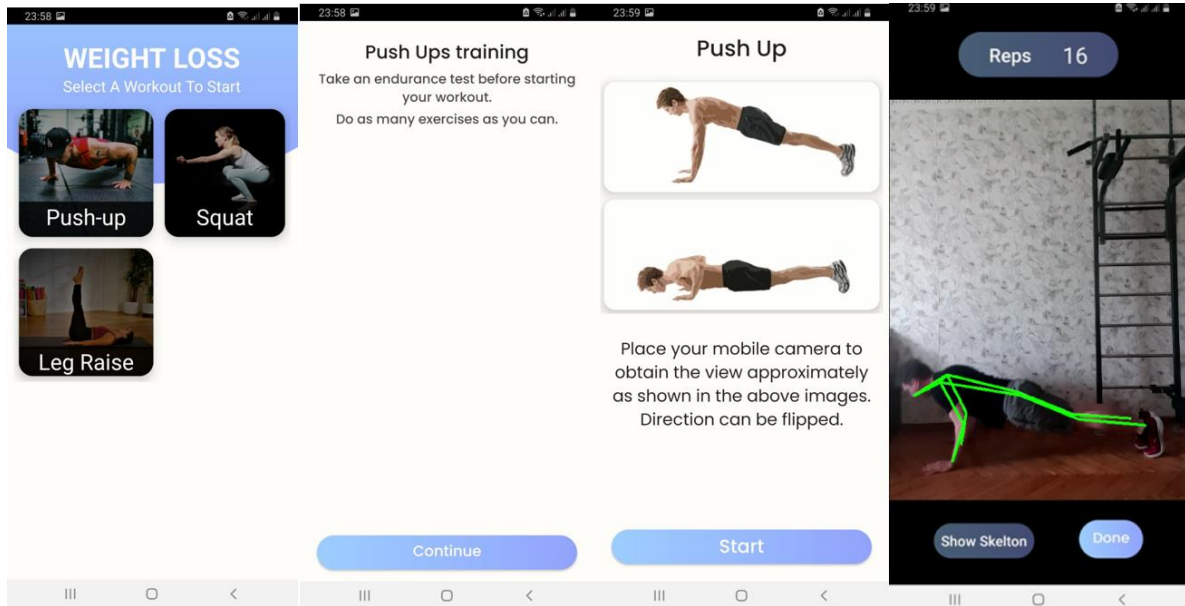 23:58
WEIGHT LOSS
Select A Workout To Start
Push-up
Squat
Leg Raise
23:58
Push Ups training
Take an endurance test before starting
your workout.
Do as many exercises as you can.
Continue
23:59
Push Up
Place your mobile camera to
obtain the view approximately
as shown in the above images.
Direction can be flipped.
Start
23:59
Reps 16
Show Skelton
Done